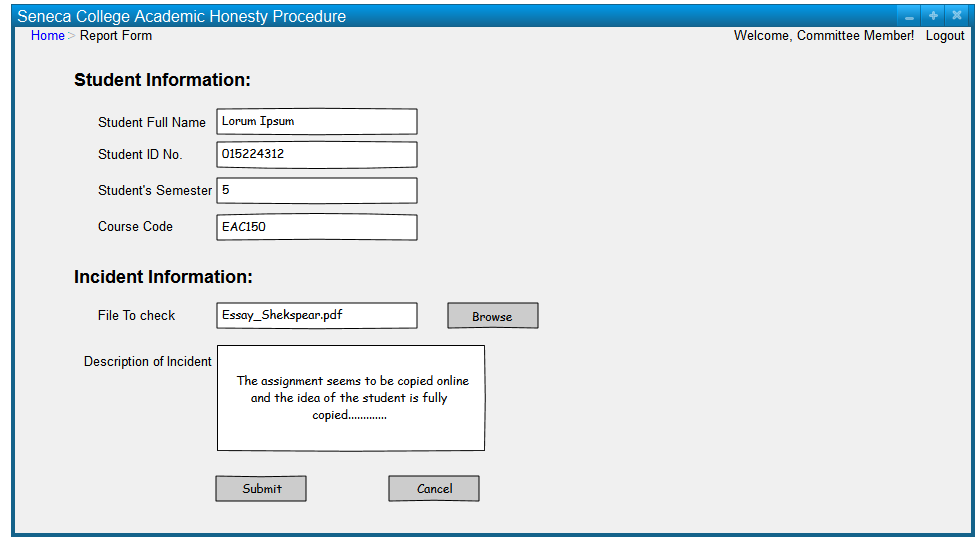 Seneca College Academic Honesty Procedure
Home > Report Form
Welcome, Committee Member! Logout
Student Information:
Student Full Name Lorum Ipsum
Student ID No. 015224312
Student's Semester 5
Course Code EAC150
Incident Information:
File To check Essay_Shekspear.pdf Browse
Description of Incident
The assignment seems to be copied online
and the idea of the student is fully
copied.............
Submit Cancel